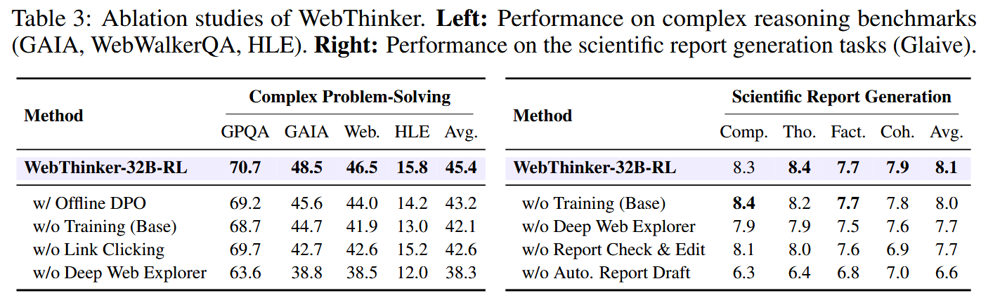 Table 3: Ablation studies of WebThinker. Left: Performance on complex reasoning benchmarks
(GAIA, WebWalkerQA, HLE). Right: Performance on the scientific report generation tasks (Glaive).
Method Complex Problem-Solving
GPQA GAIA Web. HLE Avg.
WebThinker-32B-RL 70.7 48.5 46.5 15.8 45.4
w/ Offline DPO 69.2 45.6 44.0 14.2 43.2
w/o Training (Base) 68.7 44.7 41.9 13.0 42.1
w/o Link Clicking 69.7 42.7 42.6 15.2 42.6
w/o Deep Web Explorer 63.6 38.8 38.5 12.0 38.3
Method Scientific Report Generation
Comp. Tho. Fact. Coh. Avg.
WebThinker-32B-RL 8.3 8.4 7.7 7.9 8.1
w/o Training (Base) 8.4 8.2 7.7 7.8 8.0
w/o Deep Web Explorer 7.9 7.9 7.5 7.6 7.7
w/o Report Check & Edit 8.1 8.0 7.6 6.9 7.7
w/o Auto. Report Draft 6.3 6.4 6.8 7.0 6.6